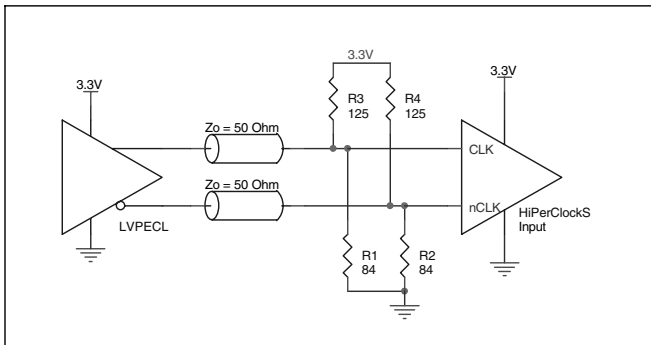 3.3V
3.3V
3.3V
R3
125
R4
125
Zo = 50 Ohm
CLK
Zo = 50 Ohm
nCLK
HiPerClockS
Input
LVPECL
R1
84
R2
84